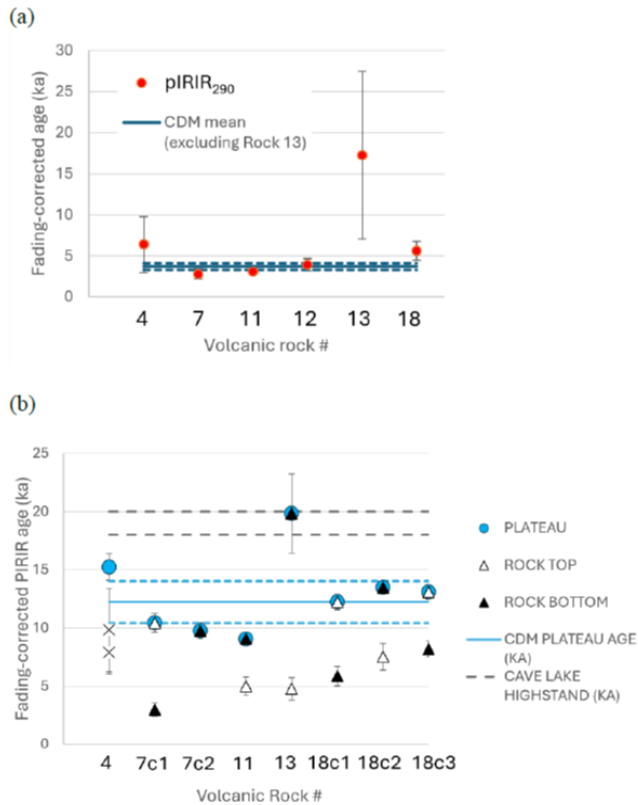 (a)
30
25
20
15
10
5
0
Fading-corrected age (ka)
pIRIR290
CDM mean
(excluding Rock 13)
4 7 11 12 13 18
Volcanic rock #
(b)
25
20
15
10
5
0
Fading-corrected PIRIR age (ka)
4 7c1 7c2 11 13 18c1 18c2 18c3
Volcanic Rock #
PLATEAU
ROCK TOP
ROCK BOTTOM
CDM PLATEAU AGE
(KA)
CAVE LAKE
HIGHSTAND (KA)